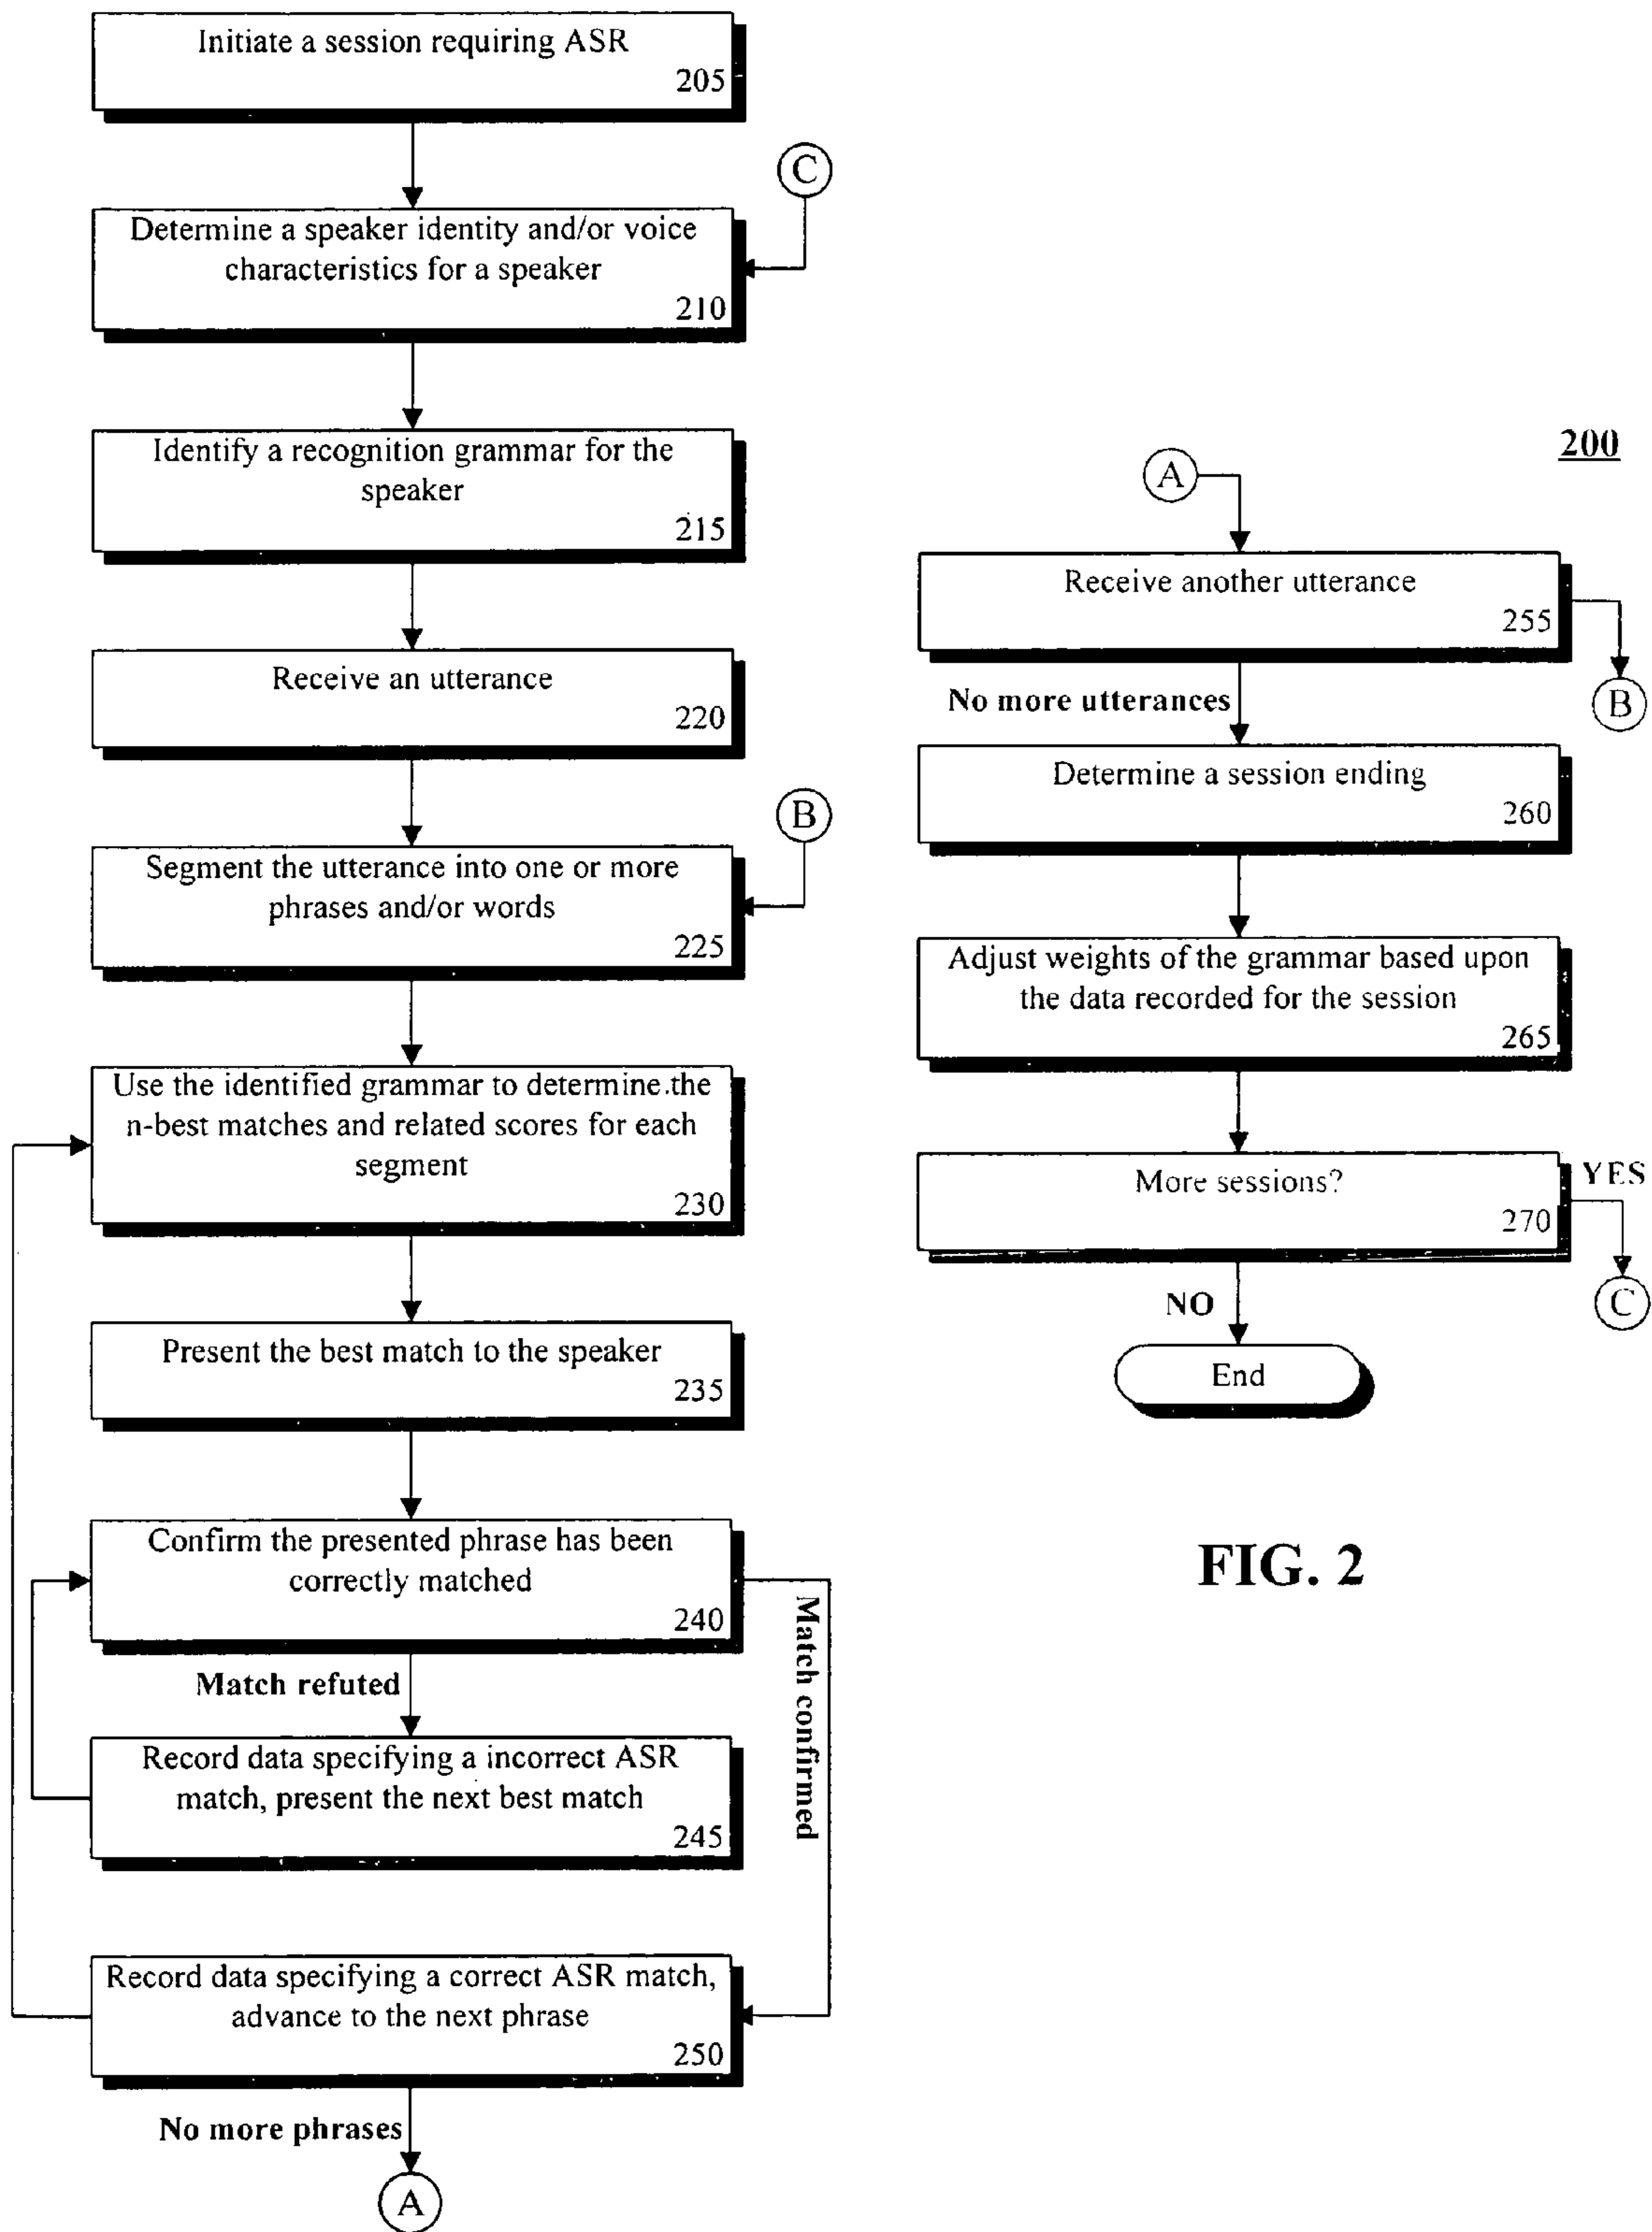 Initiate a session requiring ASR
205
C
Determine a speaker identity and/or voice
characteristics for a speaker
210
Identify a recognition grammar for the
speaker
215
Receive an utterance
220
B
Segment the utterance into one or more
phrases and/or words
225
Use the identified grammar to determine the
n-best matches and related scores for each
segment
230
Present the best match to the speaker
235
Confirm the presented phrase has been
correctly matched
240
Match refuted
Match confirmed
Record data specifying a incorrect ASR
match, present the next best match
245
Record data specifying a correct ASR match,
advance to the next phrase
250
No more phrases
A
200
A
Receive another utterance
255
B
No more utterances
Determine a session ending
260
Adjust weights of the grammar based upon
the data recorded for the session
265
More sessions?
270
YES
C
NO
End
FIG. 2